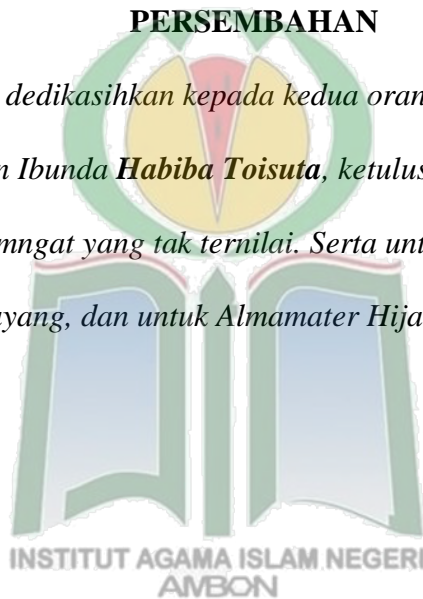 PERSEMBAHAN
dedikasihkan kepada kedua oran
Ibunda Habiba Toisuta, ketulus
mngat yang tak ternilai. Serta unt
yang, dan untuk Almamater Hija
INSTITUT AGAMA ISLAM NEGERI
AMBON